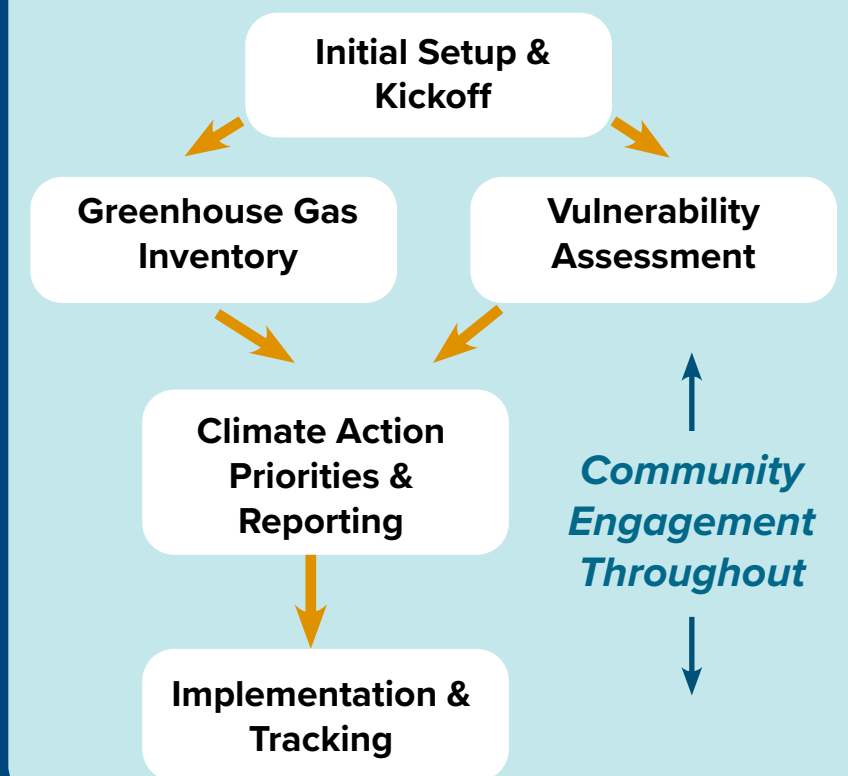 Initial Setup &
Kickoff
Greenhouse Gas
Inventory
Vulnerability
Assessment
Climate Action
Priorities &
Reporting
Community
Engagement
Throughout
Implementation &
Tracking